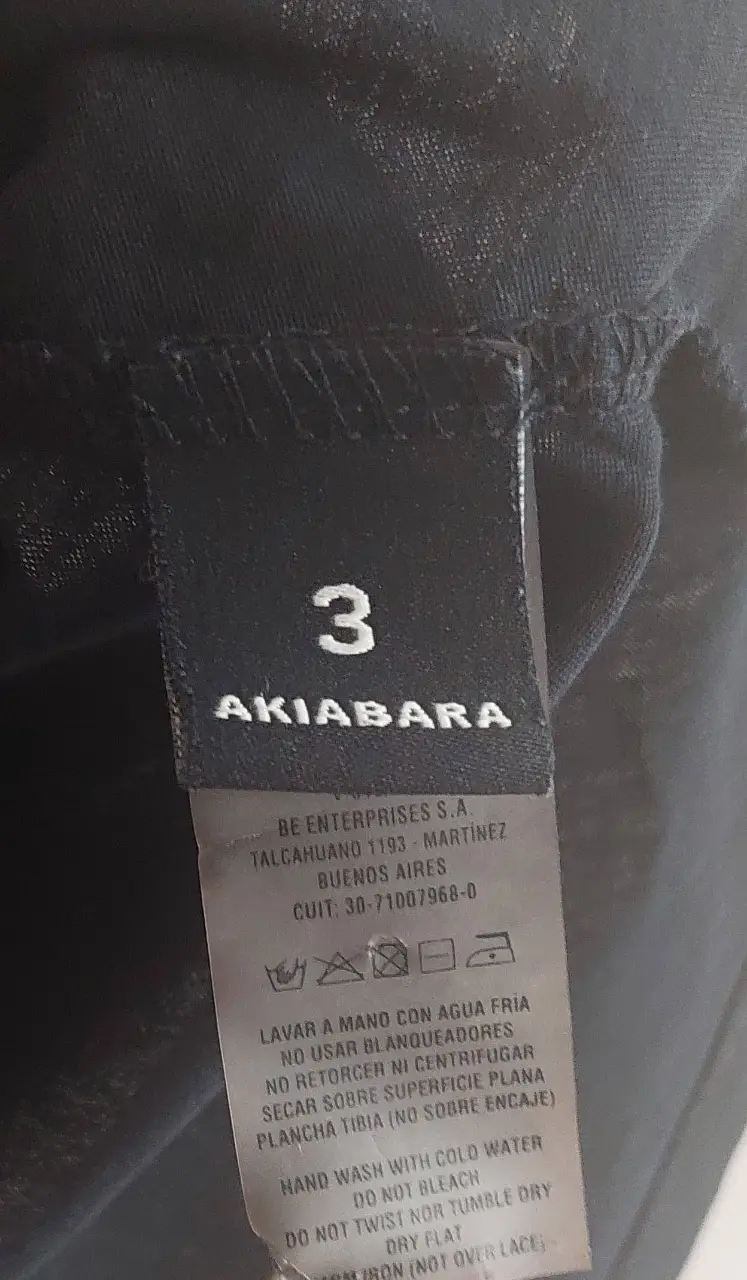 3
AKIABARA
BE ENTERPRISES S.A.
TALCAHUANO 1193 - MARTÍNEZ
BUENOS AIRES
CUIT: 30-71007968-0
LAVAR A MANO CON AGUA FRÍA
NO USAR BLANQUEADORES
NO RETORCER NI CENTRIFUGAR
SECAR SOBRE SUPERFICIE PLANA
PLANCHA TIBIA (NO SOBRE ENCAJE)
HAND WASH WITH COLD WATER
DO NOT BLEACH
DO NOT TWIST NOR TUMBLE DRY
DRY FLAT
IRON (NOT OVER LACE)